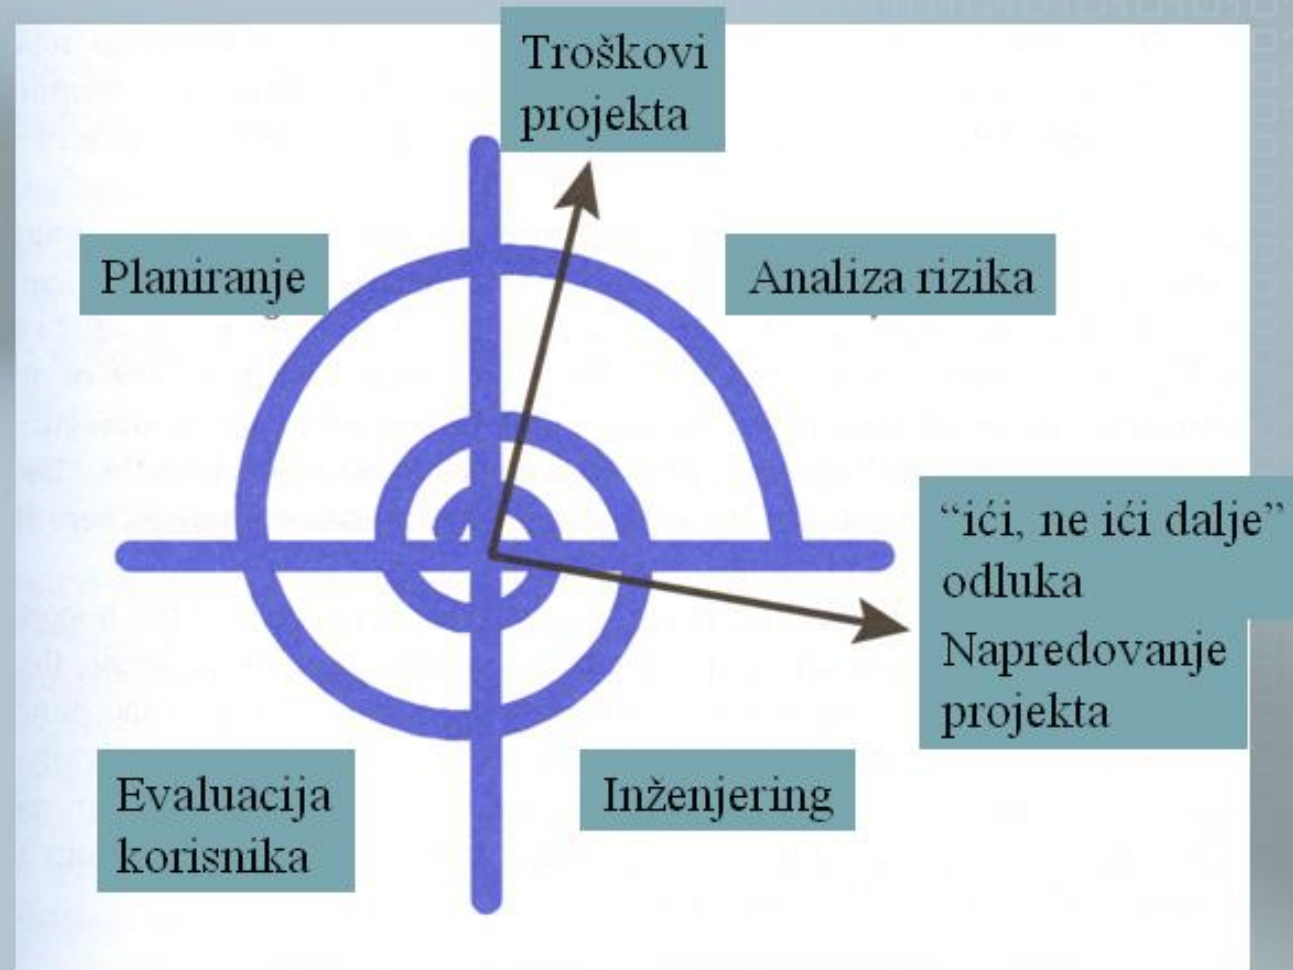 Troškovi
projekta
Planiranje
Analiza rizika
“ići, ne ići dalje”
odluka
Napredovanje
projekta
Evaluacija
korisnika
Inženjering